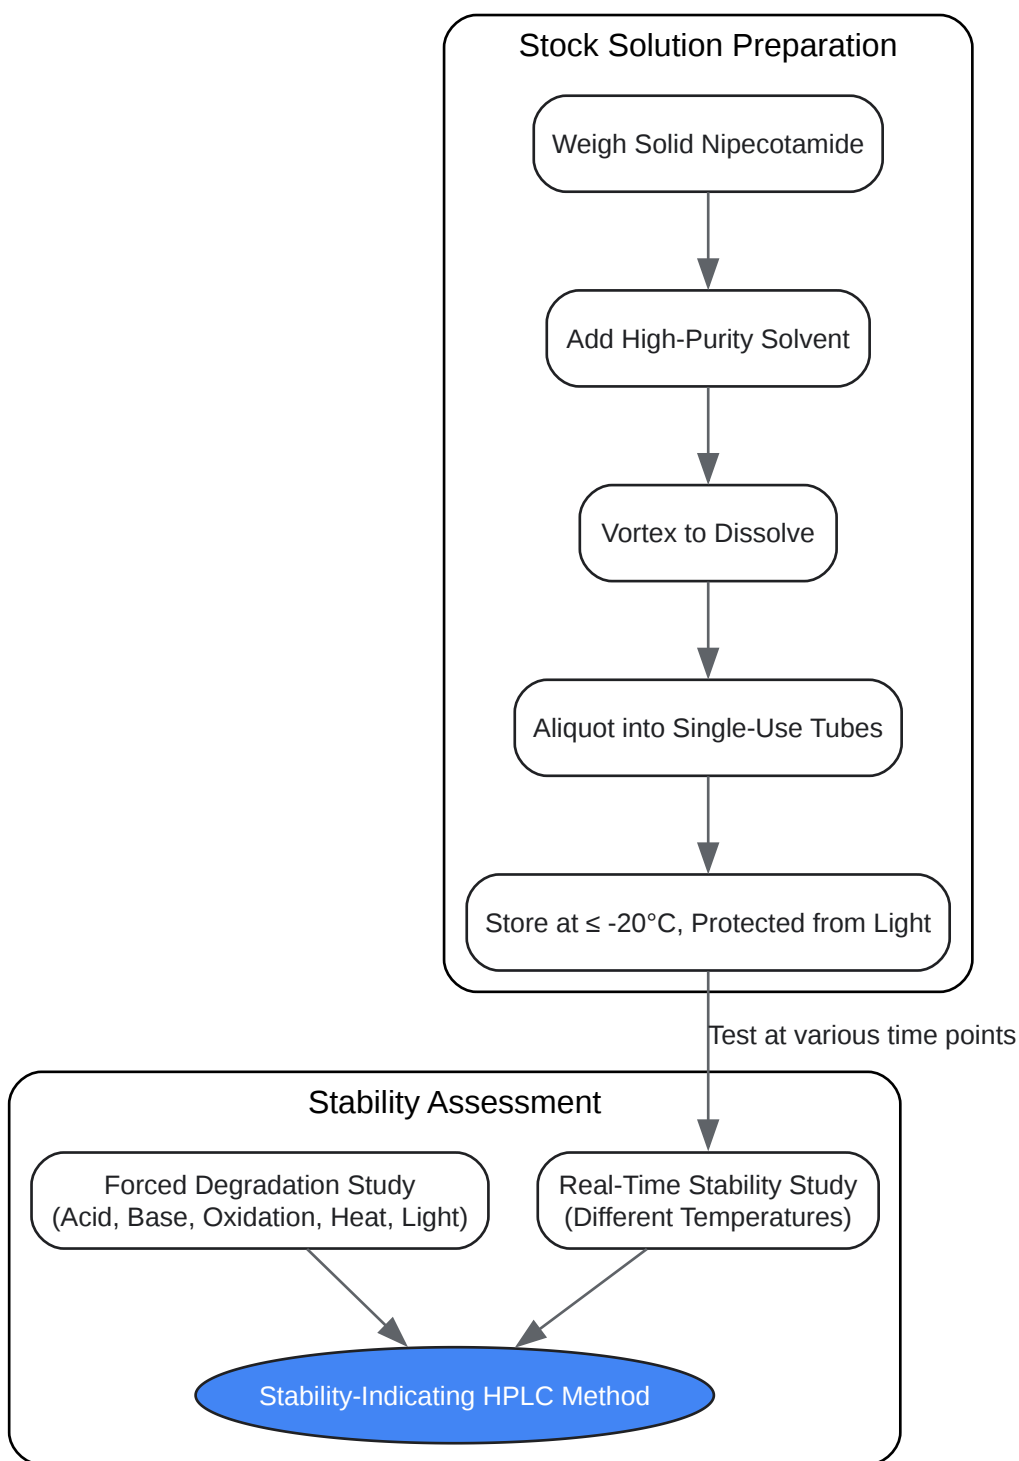 Stock Solution Preparation
Weigh Solid Nipecotamide
Add High-Purity Solvent
Vortex to Dissolve
Aliquot into Single-Use Tubes
Store at ≤ -20°C, Protected from Light
Test at various time points
Stability Assessment
Forced Degradation Study
(Acid, Base, Oxidation, Heat, Light)
Real-Time Stability Study
(Different Temperatures)
Stability-Indicating HPLC Method